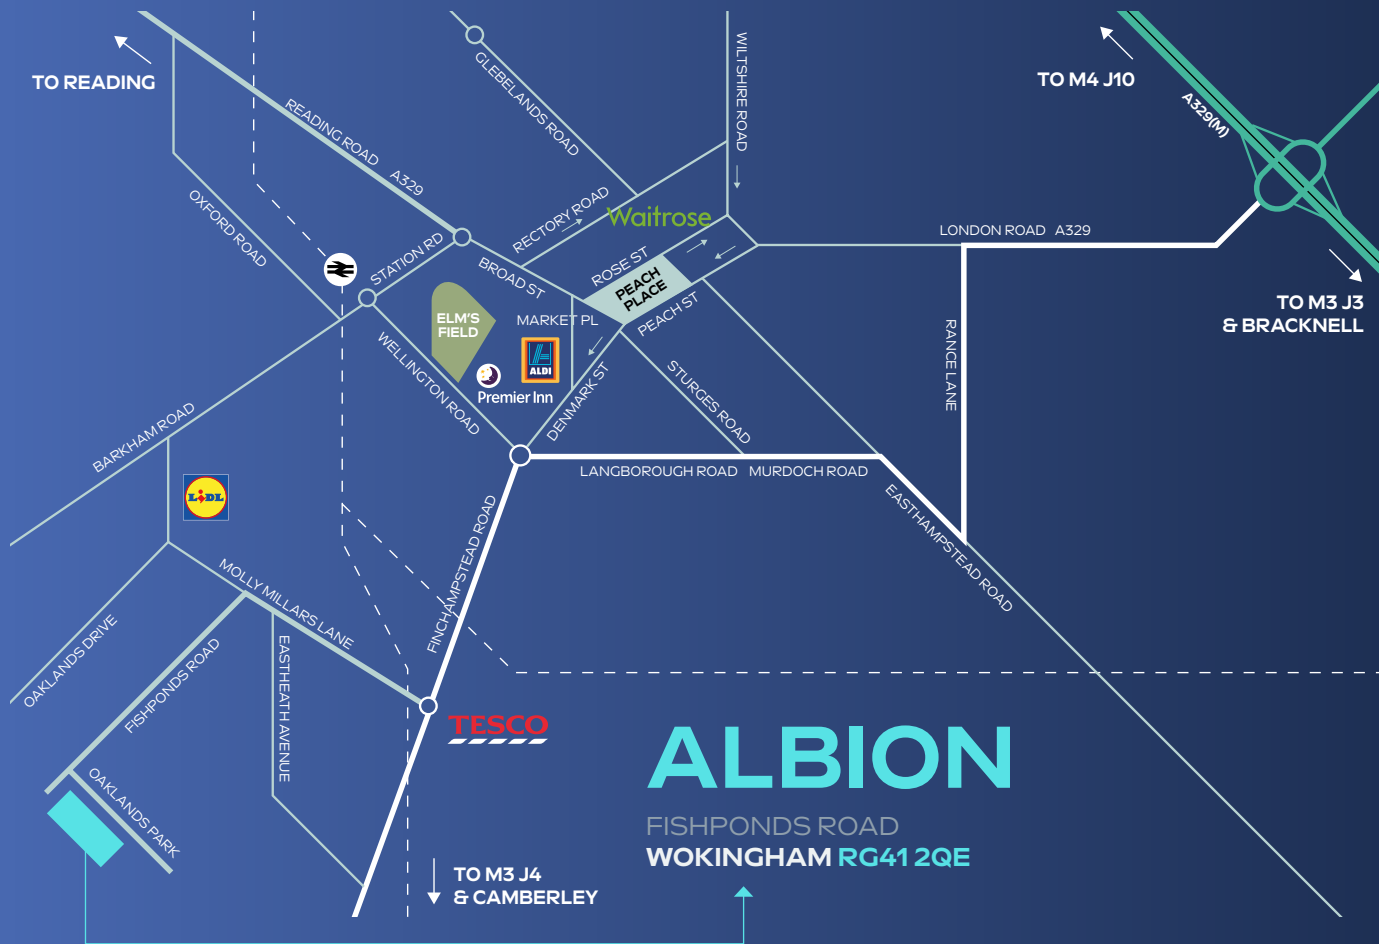 TO READING
READING ROAD A329
GLEBELANDS ROAD
WILTSHIRE ROAD
TO M4 J10
A329(M)
OXFORD ROAD
STATION RD
RECTORY ROAD
Waitrose
BROAD ST
ROSE ST
PEACH
PLACE
PEACH ST
LONDON ROAD A329
TO M3 J3
& BRACKNELL
ELM'S
FIELD
MARKET PL
ALDI
Premier Inn
WELLINGTON ROAD
DENMARK ST
STURGES ROAD
RANCE LANE
BARKHAM ROAD
LIDL
LANGBOROUGH ROAD MURDOCH ROAD
EASTHAMPSTEAD ROAD
FINCHAMPSTEAD ROAD
MOLLY MILLARS LANE
OAKLANDS DRIVE
FISHPONDS ROAD
EASTHEATH AVENUE
OAKLANDS PARK
TESCO
TO M3 J4
& CAMBERLEY
ALBION
FISHPONDS ROAD
WOKINGHAM RG41 2QE